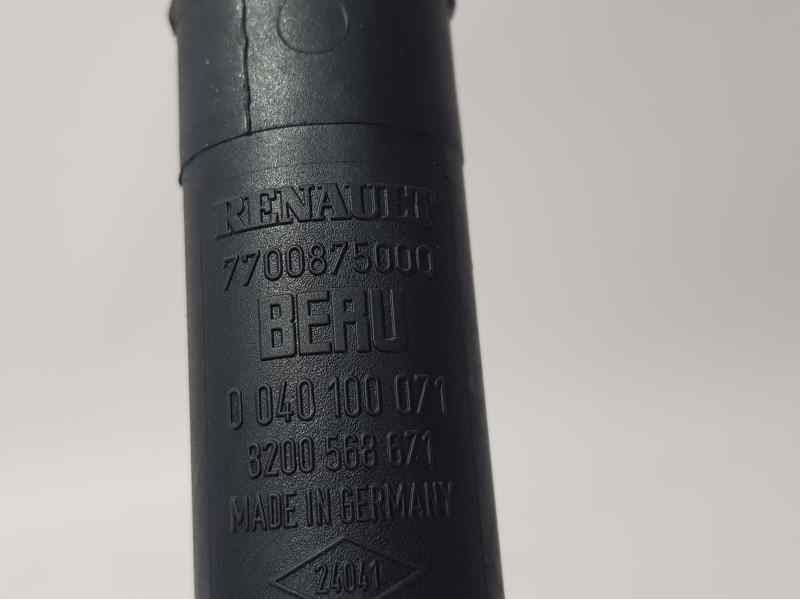 RENAULT
7700875000
BERU
0 040 100 071
8200 568 671
MADE IN GERMANY
24041